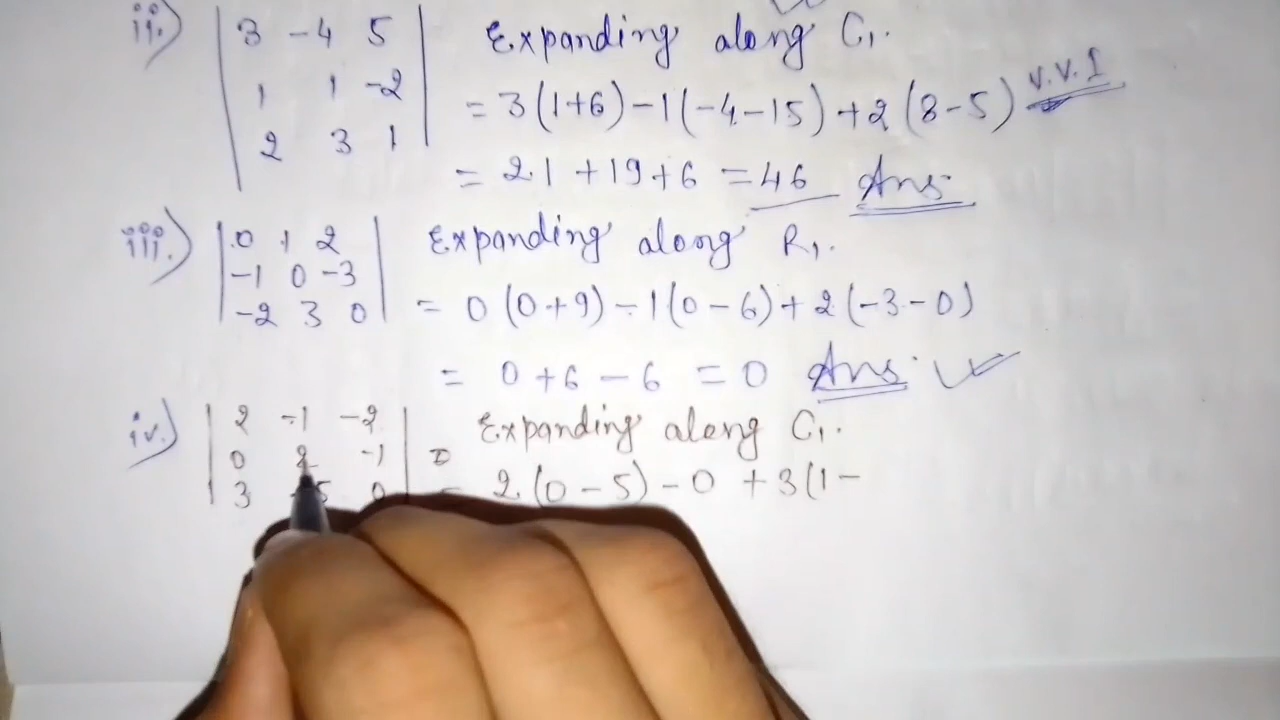 ii.) | 3 -4 5 | Expanding along C₁.
| 1 1 -2 | = 3(1+6) -1(-4-15) +2(8-5) V.V.I
| 2 3 1 | = 21 +19+6 = 46 Ans.
iii.) | 0 1 2 | Expanding along R₁.
| -1 0 -3 |
| -2 3 0 | = 0(0+9) -1(0-6)+2(-3-0)
= 0+6-6 = 0 Ans.
iv.) | 2 -1 -2 | Expanding along C₁.
| 0 2 -1 | =
| 3 -5 0 = 2(0-5) -0 +3(1-